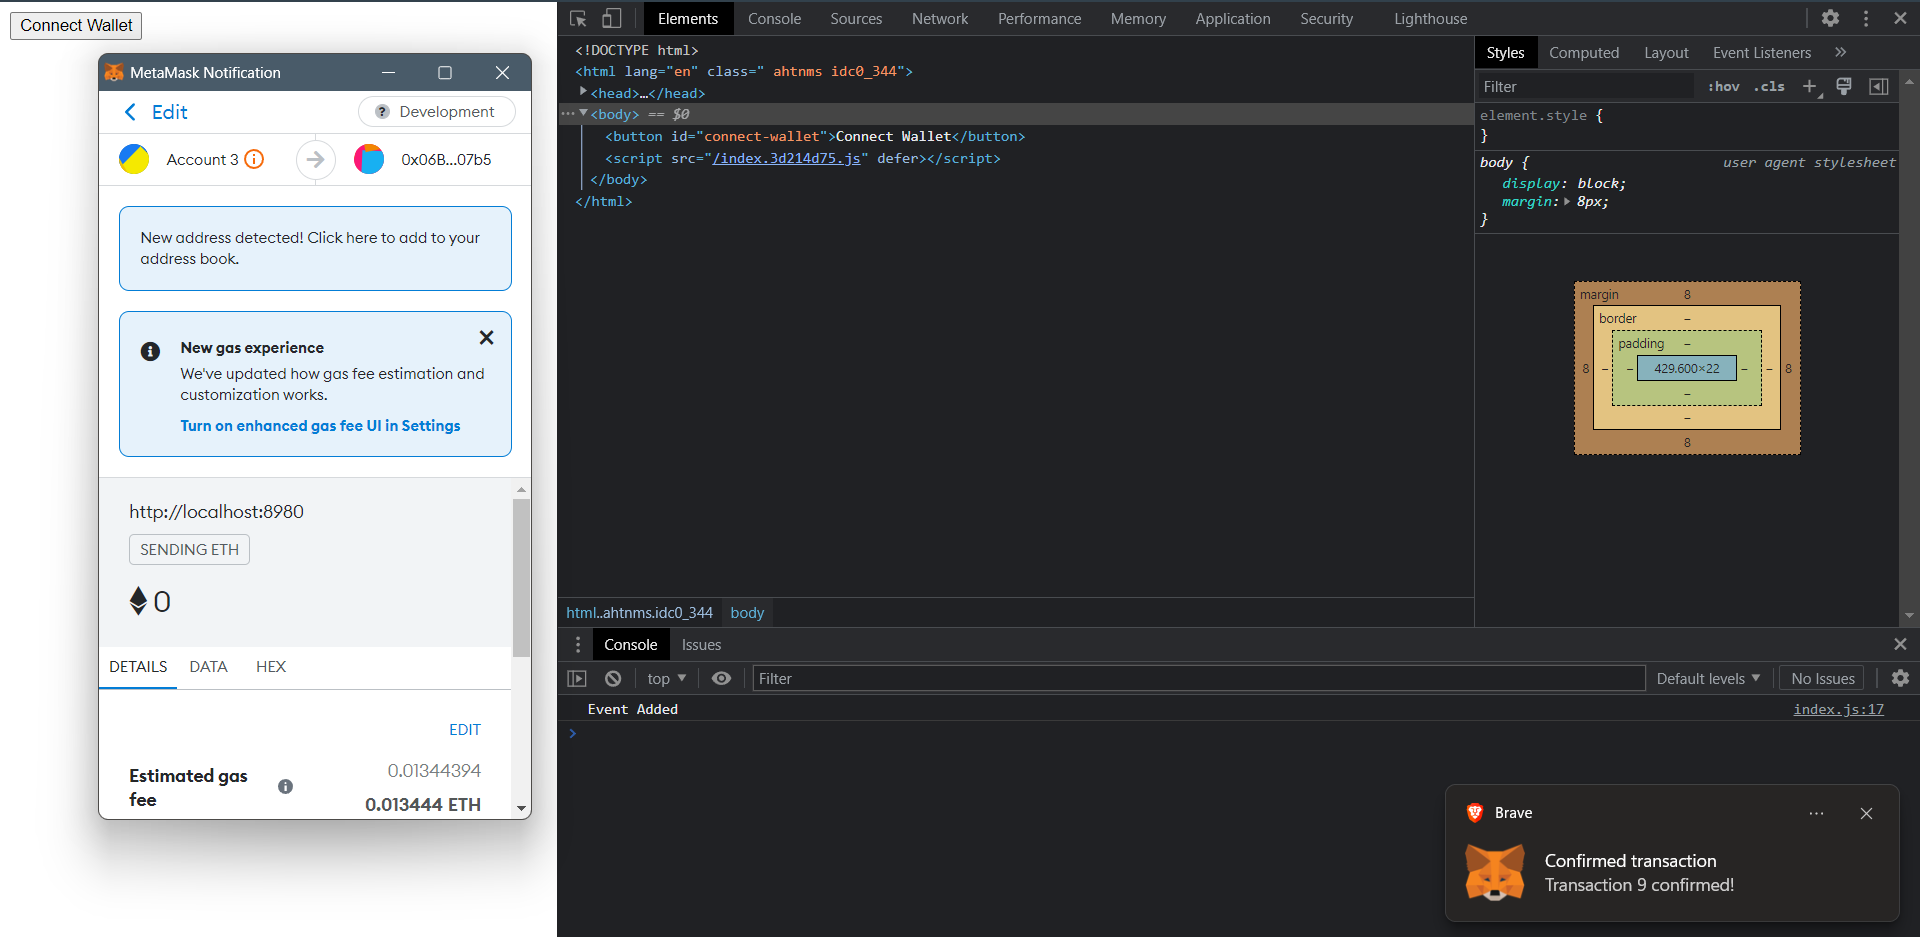 Connect Wallet
MetaMask Notification
Edit
? Development
Account 3
0x06B...07b5
New address detected! Click here to add to your
address book.
New gas experience
We've updated how gas fee estimation and
customization works.
Turn on enhanced gas fee UI in Settings
http://localhost:8980
SENDING ETH
0
DETAILS DATA HEX
EDIT
Estimated gas
fee
0.01344394
0.013444 ETH
Elements Console Sources Network Performance Memory Application Security Lighthouse
<!DOCTYPE html>
<html lang="en" class=" ahtnms idc0_344">
<head>…</head>
<body> == $0
<button id="connect-wallet">Connect Wallet</button>
<script src="/index.3d214d75.js" defer></script>
</body>
</html>
html..ahtnms.idc0_344 body
Styles Computed Layout Event Listeners
Filter :hov .cls
element.style {
}
body { user agent stylesheet
display: block;
margin: 8px;
}
margin 8
border –
padding –
8 – – 429.600×22 – – 8
–
–
8
Console Issues
top Filter Default levels No Issues
Event Added index.js:17
Brave
Confirmed transaction
Transaction 9 confirmed!